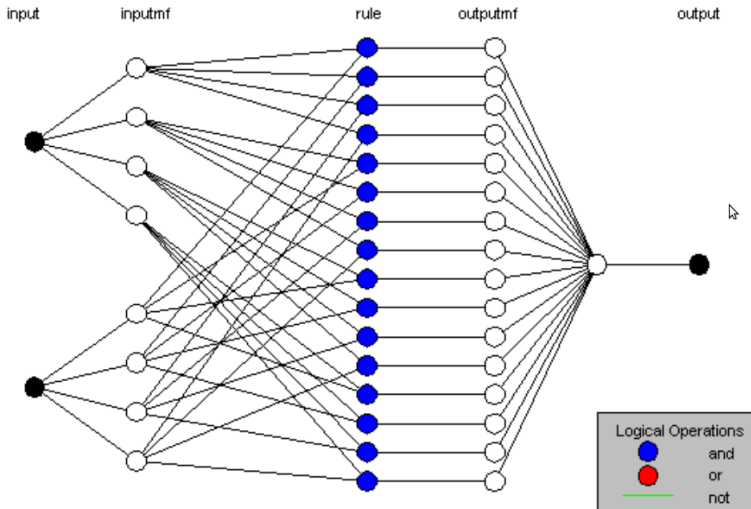 input inputmf rule outputmf output
Logical Operations
and
or
not